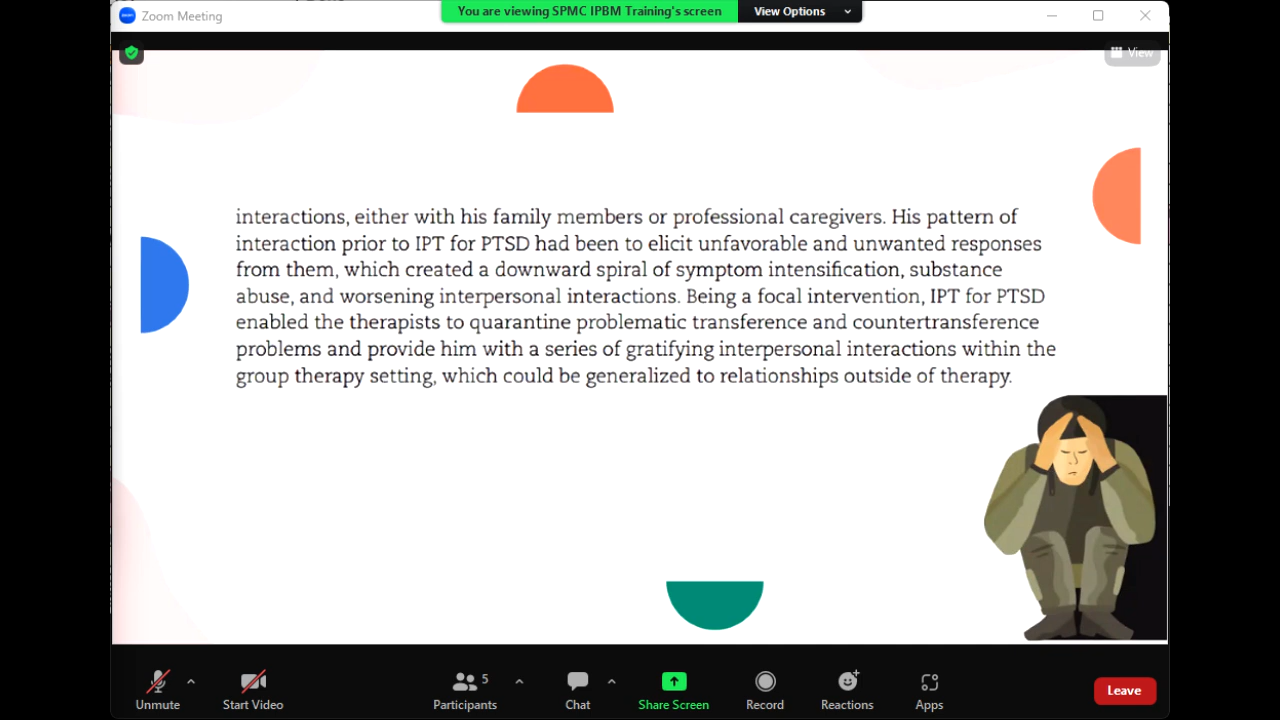 Zoom Meeting
You are viewing SPMC IPBM Training's screen
View Options
View
interactions, either with his family members or professional caregivers. His pattern of
interaction prior to IPT for PTSD had been to elicit unfavorable and unwanted responses
from them, which created a downward spiral of symptom intensification, substance
abuse, and worsening interpersonal interactions. Being a focal intervention, IPT for PTSD
enabled the therapists to quarantine problematic transference and countertransference
problems and provide him with a series of gratifying interpersonal interactions within the
group therapy setting, which could be generalized to relationships outside of therapy.
5
Unmute
Start Video
Participants
Chat
Share Screen
Record
Reactions
Apps
Leave